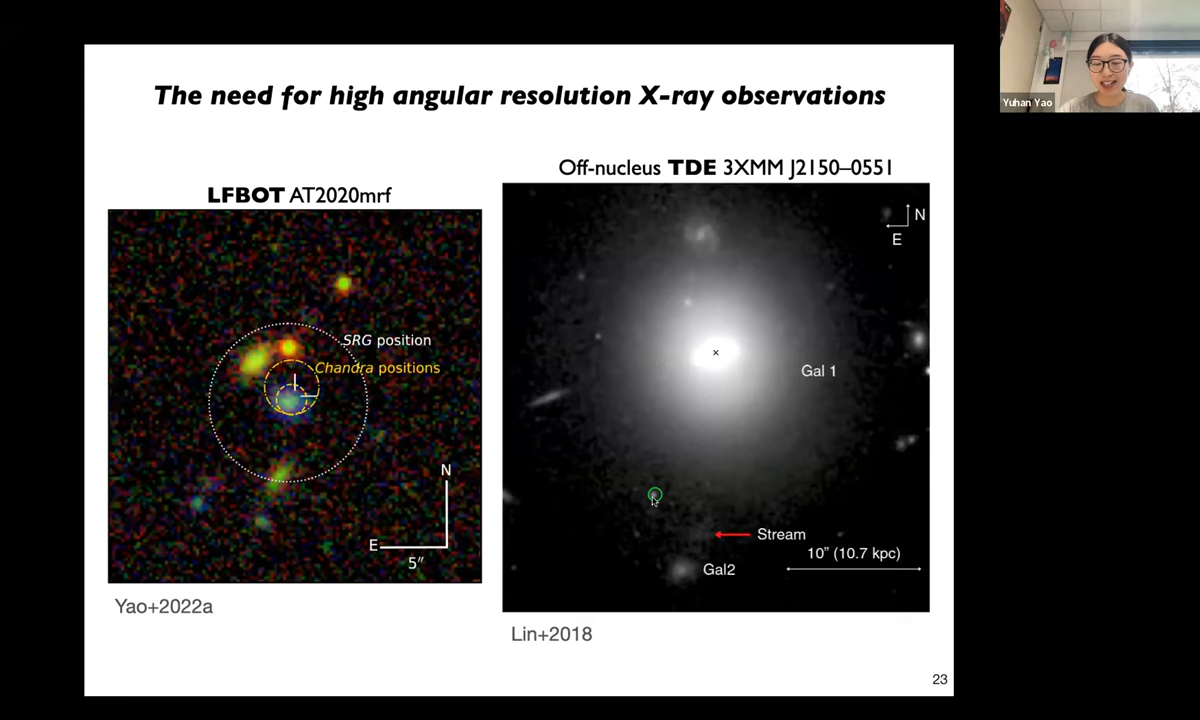 The need for high angular resolution X-ray observations
LFBOT AT2020mrf
SRG position
Chandra positions
N
E
5″
Yao+2022a
Off-nucleus TDE 3XMM J2150–0551
N
E
Gal 1
Stream
10” (10.7 kpc)
Gal2
Lin+2018
23
Yuhan Yao